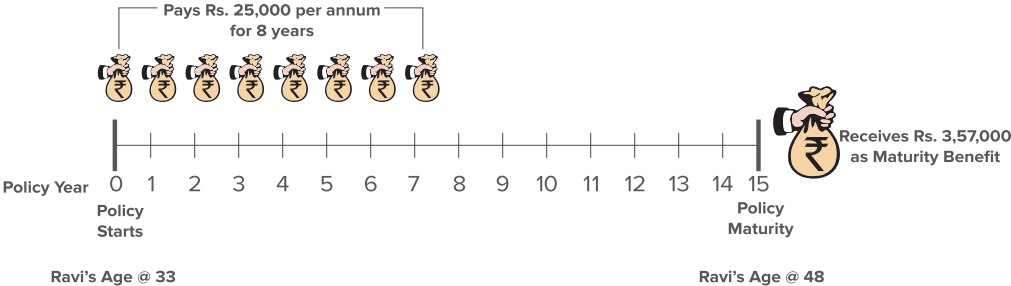 Pays Rs. 25,000 per annum
for 8 years
₹ ₹ ₹ ₹ ₹ ₹ ₹ ₹
₹
Receives Rs. 3,57,000
as Maturity Benefit
Policy Year 0 1 2 3 4 5 6 7 8 9 10 11 12 13 14 15
Policy
Starts
Policy
Maturity
Ravi’s Age @ 33
Ravi’s Age @ 48